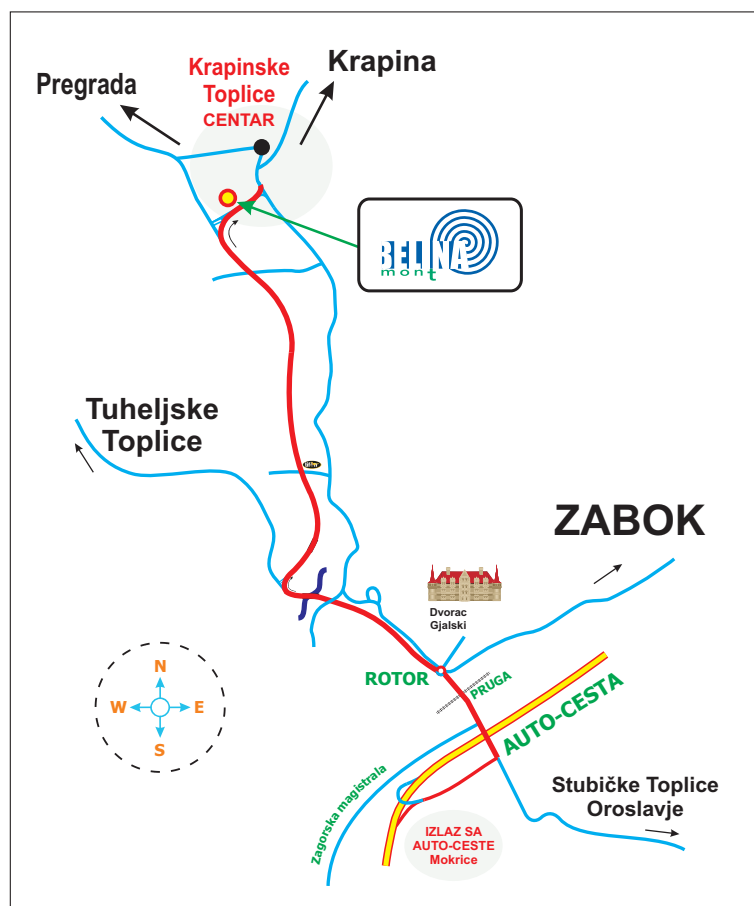 Krapinske
Toplice
CENTAR
Krapina
Pregrada
BELINA
mont
Tuheljske
Toplice
ZABOK
Dvorac
Gjalski
ROTOR
PRUGA
AUTO-CESTA
N
W
E
S
Zagorska magistrala
Stubičke Toplice
Oroslavje
IZLAZ SA
AUTO-CESTE
Mokrice